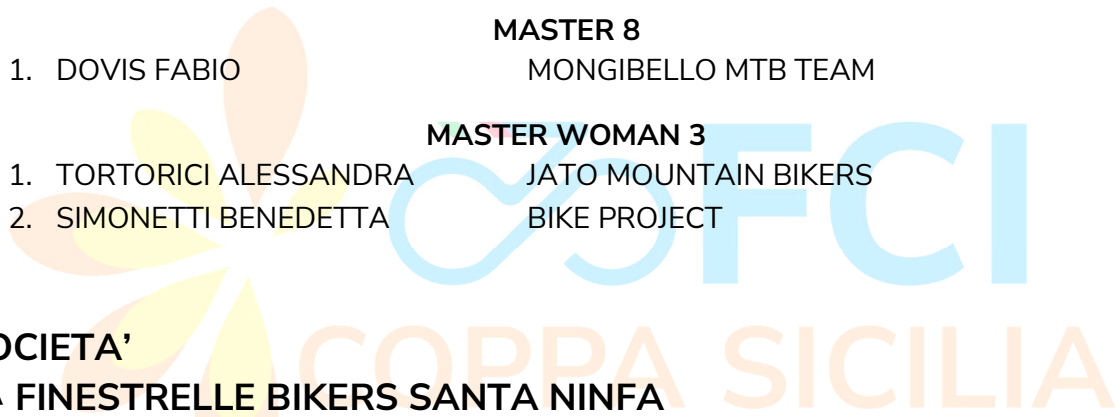 MASTER 8
1. DOVIS FABIO MONGIBELLO MTB TEAM
MASTER WOMAN 3
1. TORTORICI ALESSANDRA JATO MOUNTAIN BIKERS
2. SIMONETTI BENEDETTA BIKE PROJECT
FCI
COPPA SICILIA
OCIETA’
FINESTRELLE BIKERS SANTA NINFA